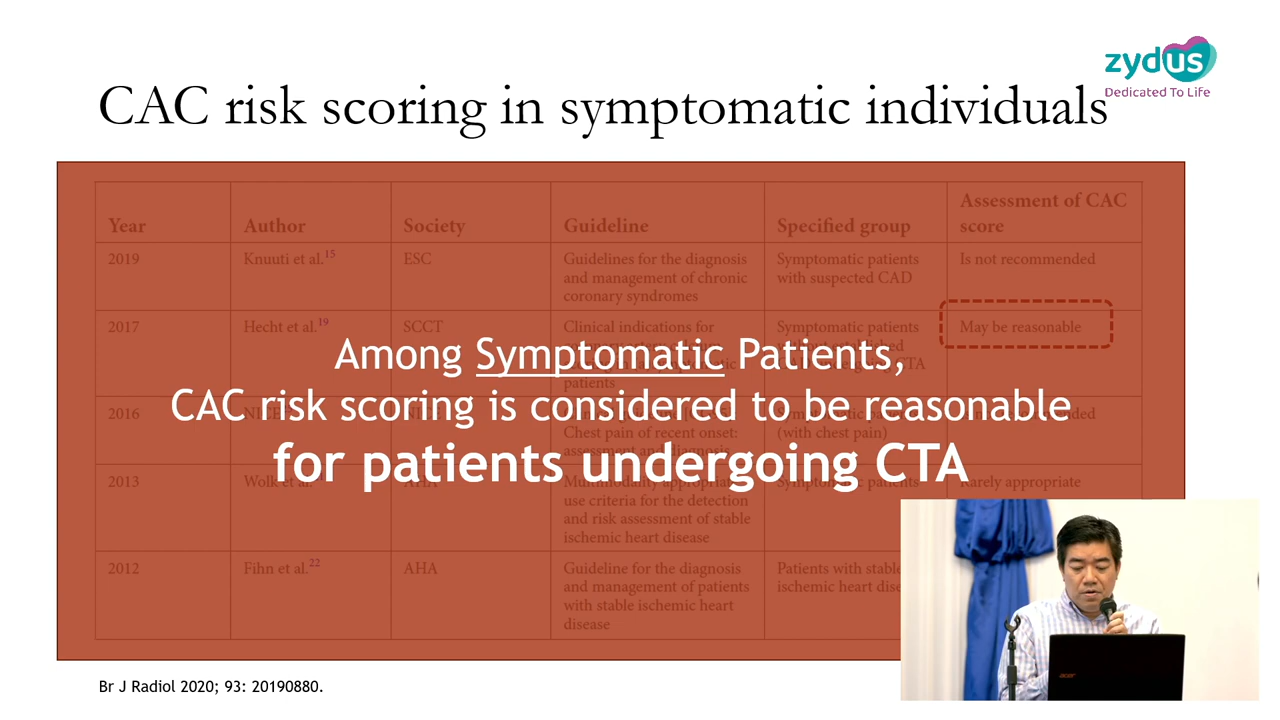 zydus
Dedicated To Life
CAC risk scoring in symptomatic individuals
Year Author Society Guideline Specified group Assessment of CAC score
2019 Knuuti et al.15 ESC Guidelines for the diagnosis and management of chronic coronary syndromes Symptomatic patients with suspected CAD Is not recommended
2017 Hecht et al.19 SCCT Clinical indications for patients Symptomatic patients CTA May be reasonable
Among Symptomatic Patients,
CAC risk scoring is considered to be reasonable
for patients undergoing CTA
2016 Chest pain of recent onset: (with chest pain)
2013 use criteria for the detection and risk assessment of stable ischemic heart disease Rarely appropriate
2012 Fihn et al.22 AHA Guideline for the diagnosis and management of patients with stable ischemic heart disease Patients with stable ischemic heart
Br J Radiol 2020; 93: 20190880.
acer